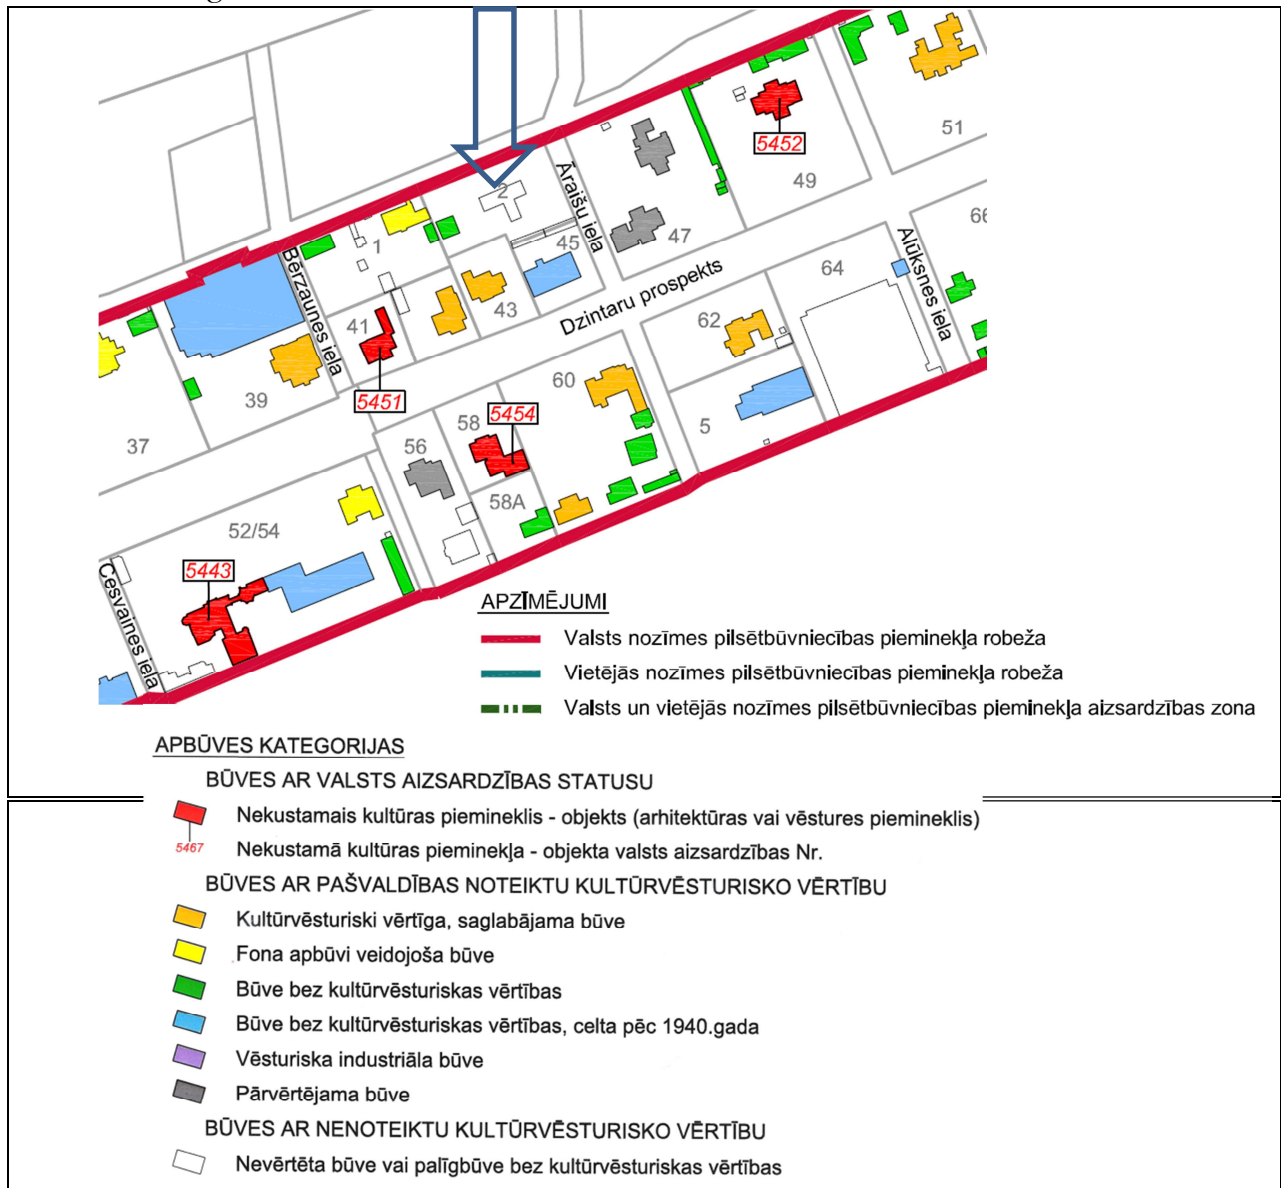 51
5452
49
Āraišu iela
2
47
66
Alūksnes iela
45
1
64
Dzintaru prospekts
Bērzaunes iela
43
62
41
5451
60
39
5454
58
5
37
56
58A
52/54
5443
Cesvaines iela
APZĪMĒJUMI
Valsts nozīmes pilsētbūvniecības pieminekļa robeža
Vietējās nozīmes pilsētbūvniecības pieminekļa robeža
Valsts un vietējās nozīmes pilsētbūvniecības pieminekļa aizsardzības zona
APBŪVES KATEGORIJAS
BŪVES AR VALSTS AIZSARDZĪBAS STATUSU
Nekustamais kultūras piemineklis - objekts (arhitektūras vai vēstures piemineklis)
5467 Nekustamā kultūras pieminekļa - objekta valsts aizsardzības Nr.
BŪVES AR PAŠVALDĪBAS NOTEIKTU KULTŪRVĒSTURISKO VĒRTĪBU
Kultūrvēsturiski vērtīga, saglabājama būve
Fona apbūvi veidojoša būve
Būve bez kultūrvēsturiskas vērtības
Būve bez kultūrvēsturiskas vērtības, celta pēc 1940.gada
Vēsturiska industriāla būve
Pārvērtējama būve
BŪVES AR NENOTEIKTU KULTŪRVĒSTURISKO VĒRTĪBU
Nevērtēta būve vai palīgbūve bez kultūrvēsturiskas vērtības